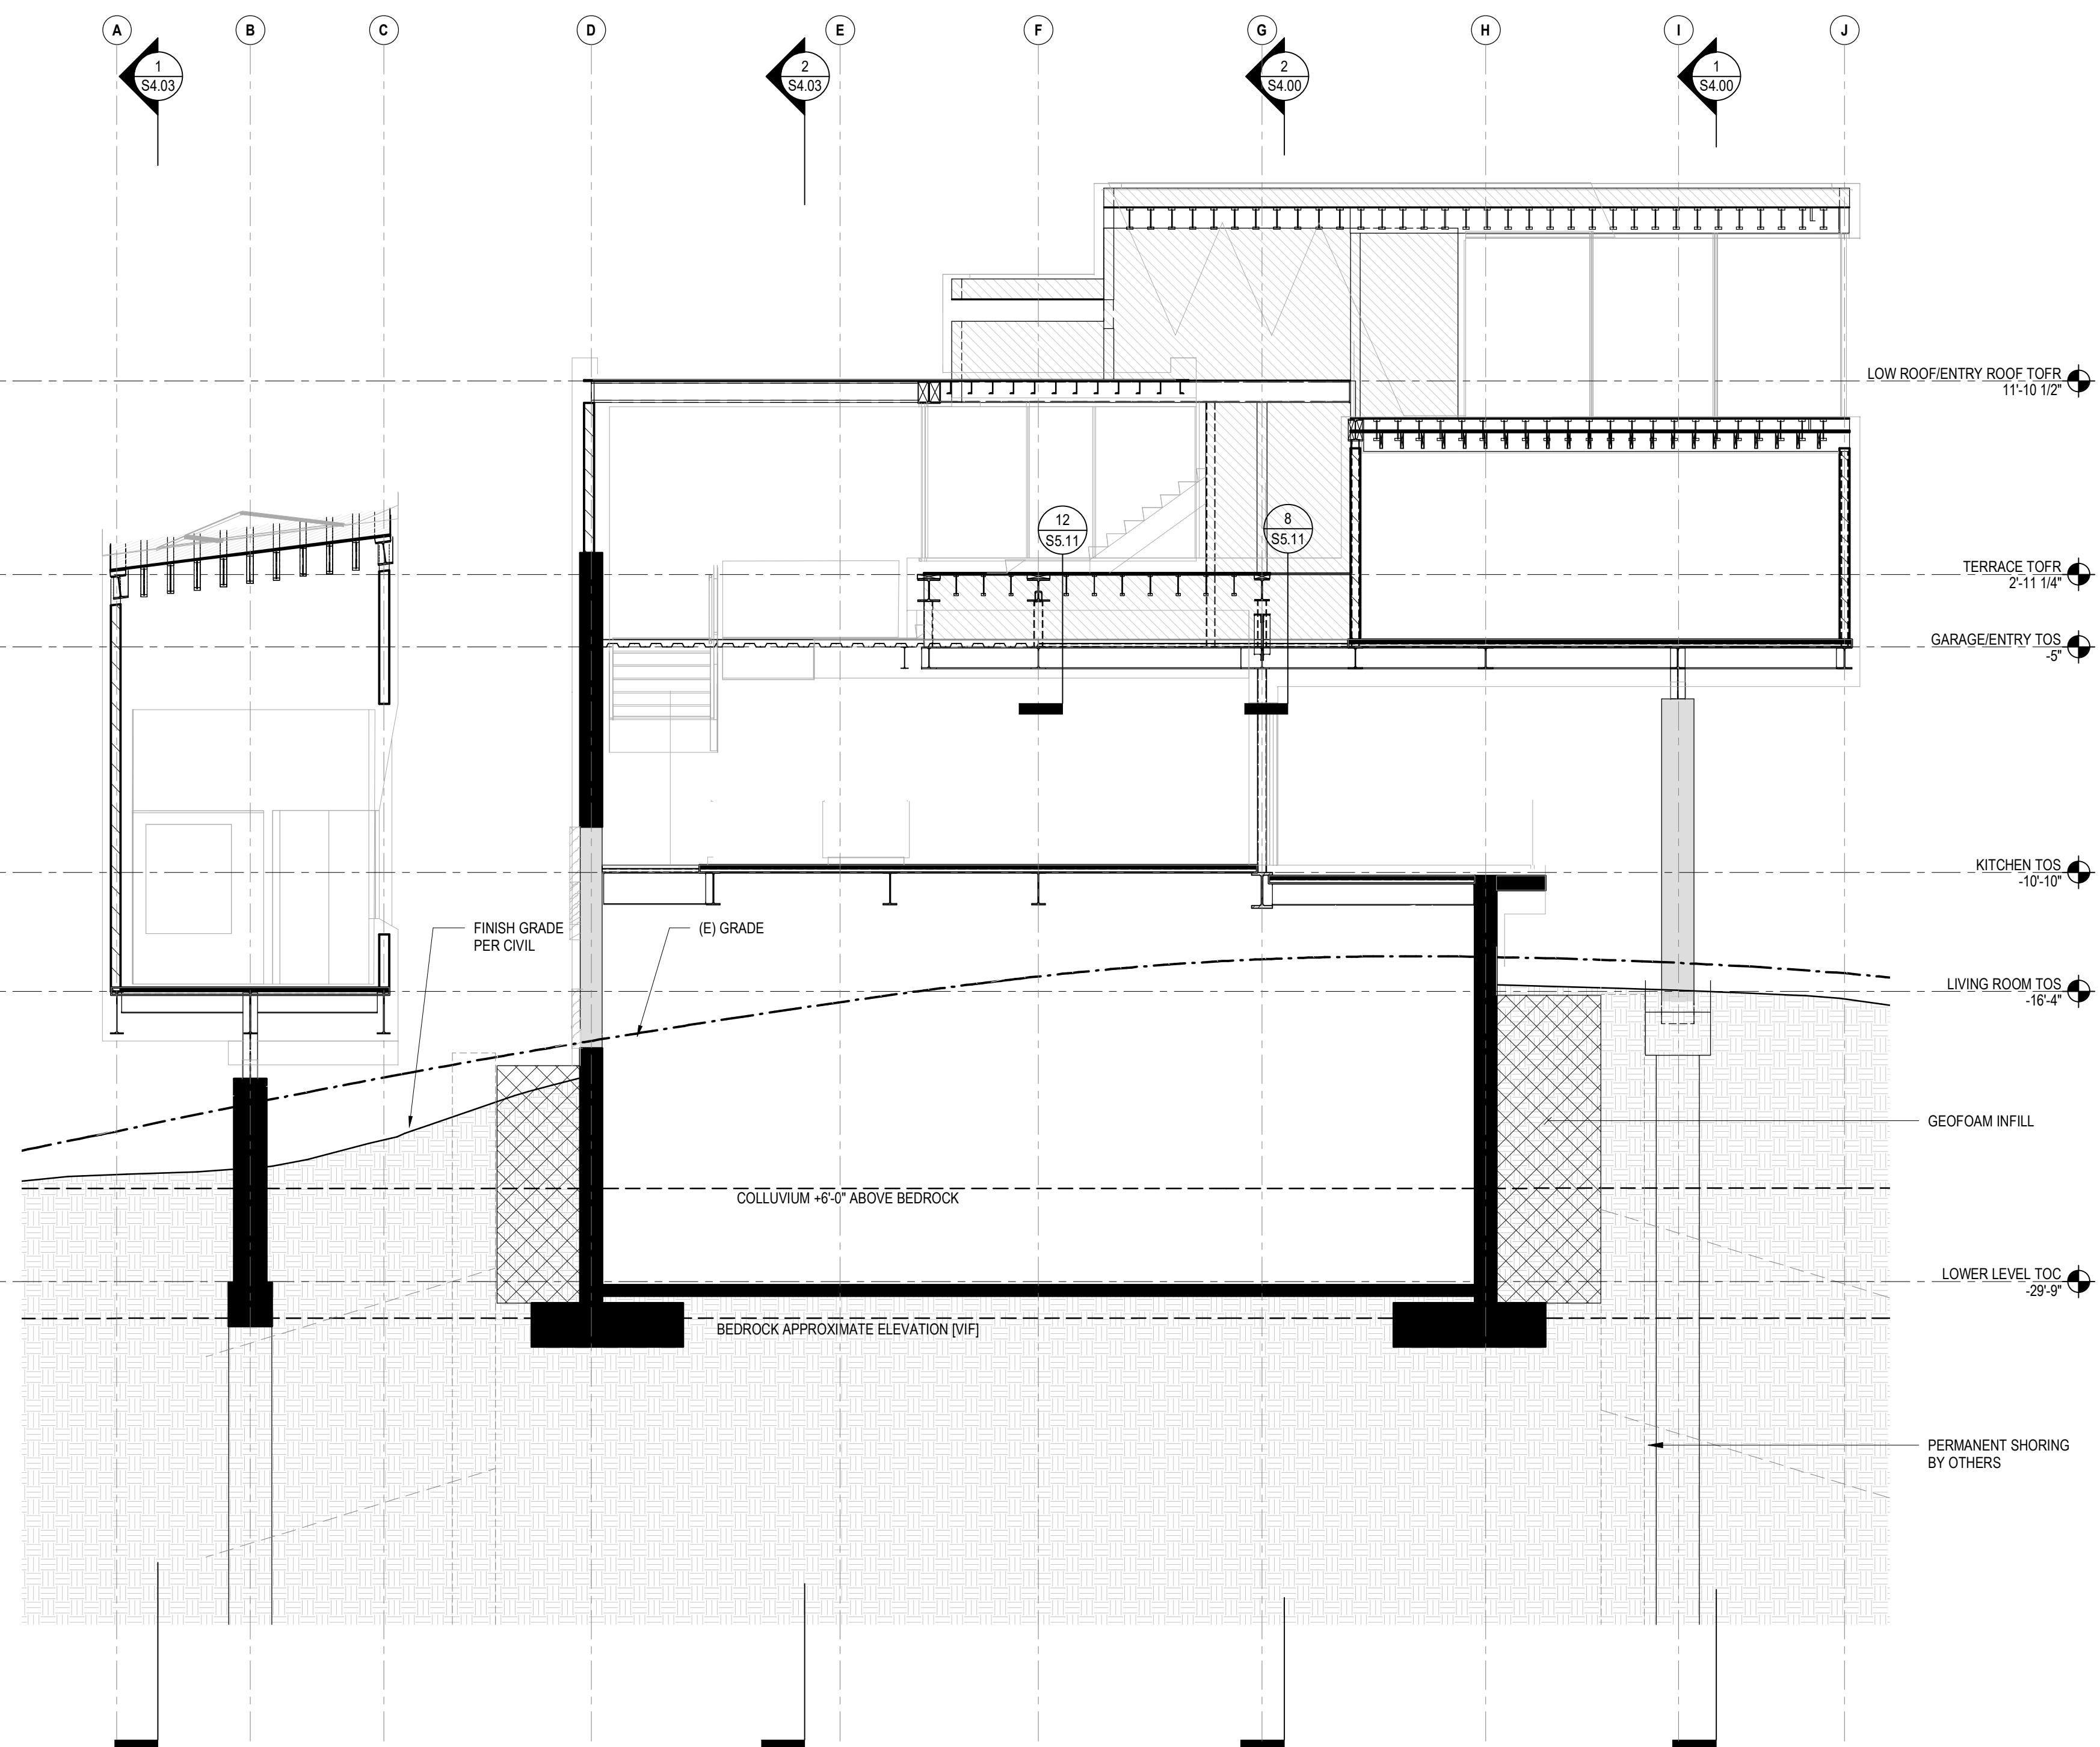 A B C D E F G H I J
1 2 2 1
S4.03 S4.03 S4.00 S4.00
LOW ROOF/ENTRY ROOF TOFR
11'-10 1/2"
12 8
S5.11 S5.11
TERRACE TOFR
2'-11 1/4"
GARAGE/ENTRY TOS
-5"
KITCHEN TOS
-10'-10"
FINISH GRADE
PER CIVIL
(E) GRADE
LIVING ROOM TOS
-16'-4"
GEOFOAM INFILL
COLLUVIUM +6'-0" ABOVE BEDROCK
LOWER LEVEL TOC
-29'-9"
BEDROCK APPROXIMATE ELEVATION [VIF]
PERMANENT SHORING
BY OTHERS